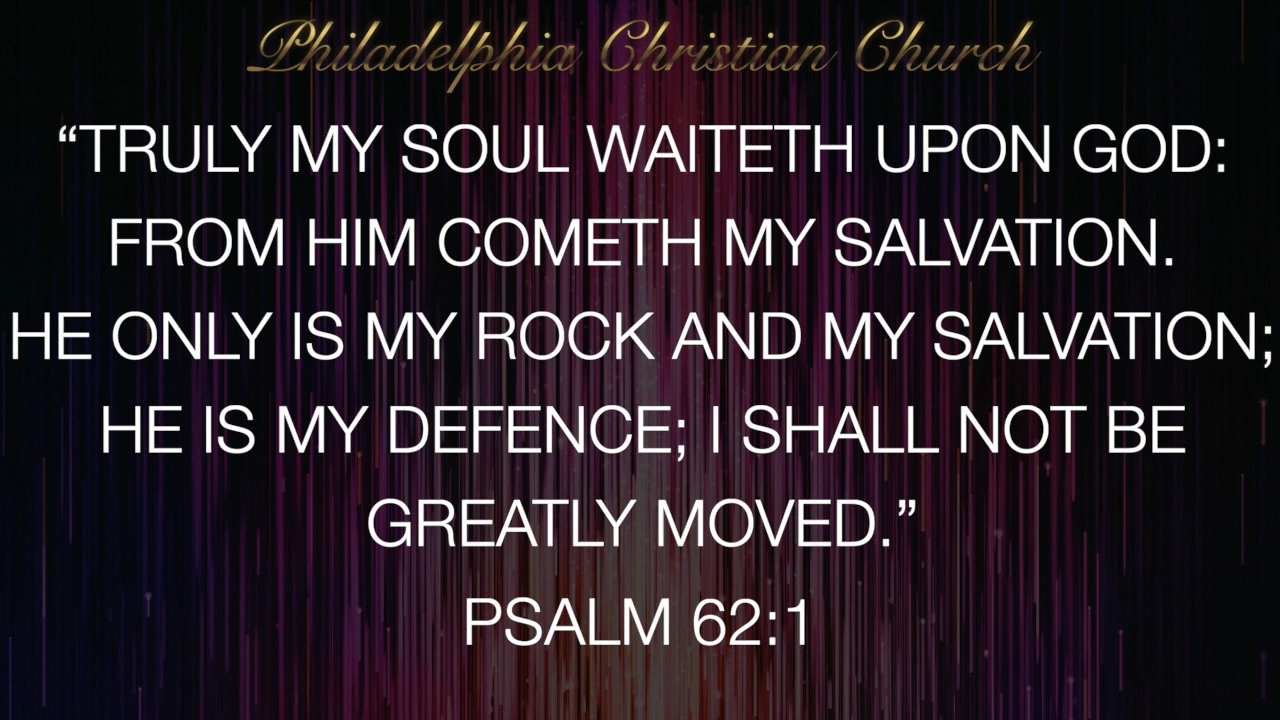 Philadelphia Christian Church
“TRULY MY SOUL WAITETH UPON GOD:
FROM HIM COMETH MY SALVATION.
HE ONLY IS MY ROCK AND MY SALVATION;
HE IS MY DEFENCE; I SHALL NOT BE
GREATLY MOVED.”
PSALM 62:1